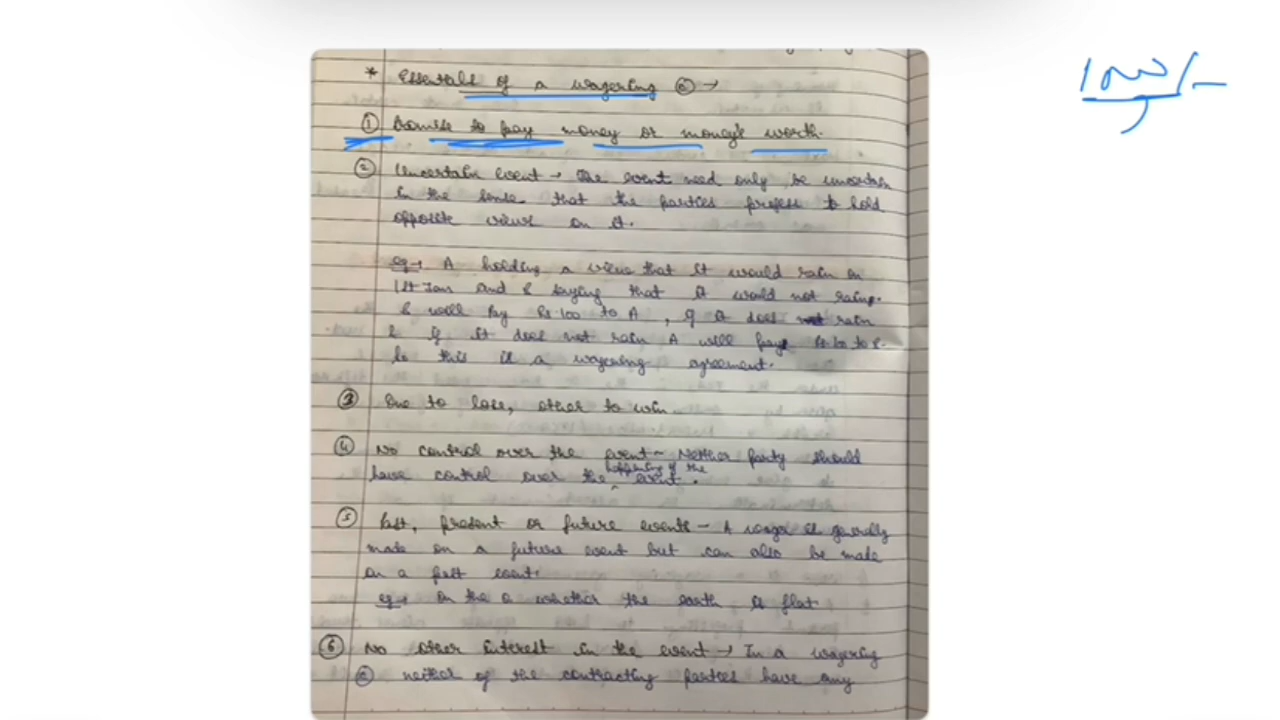 * Essentials of a wagering ⓒ →
① Promise to pay money or money's worth.
② Uncertain event → The event need only be uncertain
in the sense that the parties profess to hold
opposite views on it.
eg→ A holding a view that it would rain on
1st Jan and B saying that it would not rain.
B will Pay Rs.100 to A, if it does rain
& if it does not rain A will pay Rs.100 to B.
So this is a wagering agreement.
③ One to lose, other to win
④ No control over the event - Neither party should
have control over the happening of the event.
⑤ Past, present or future events - A wager is generally
made on a future event but can also be made
on a past event.
eg→ on the whether the earth is flat
⑥ No other interest in the event → In a wagering
ⓒ neither of the contracting parties have any